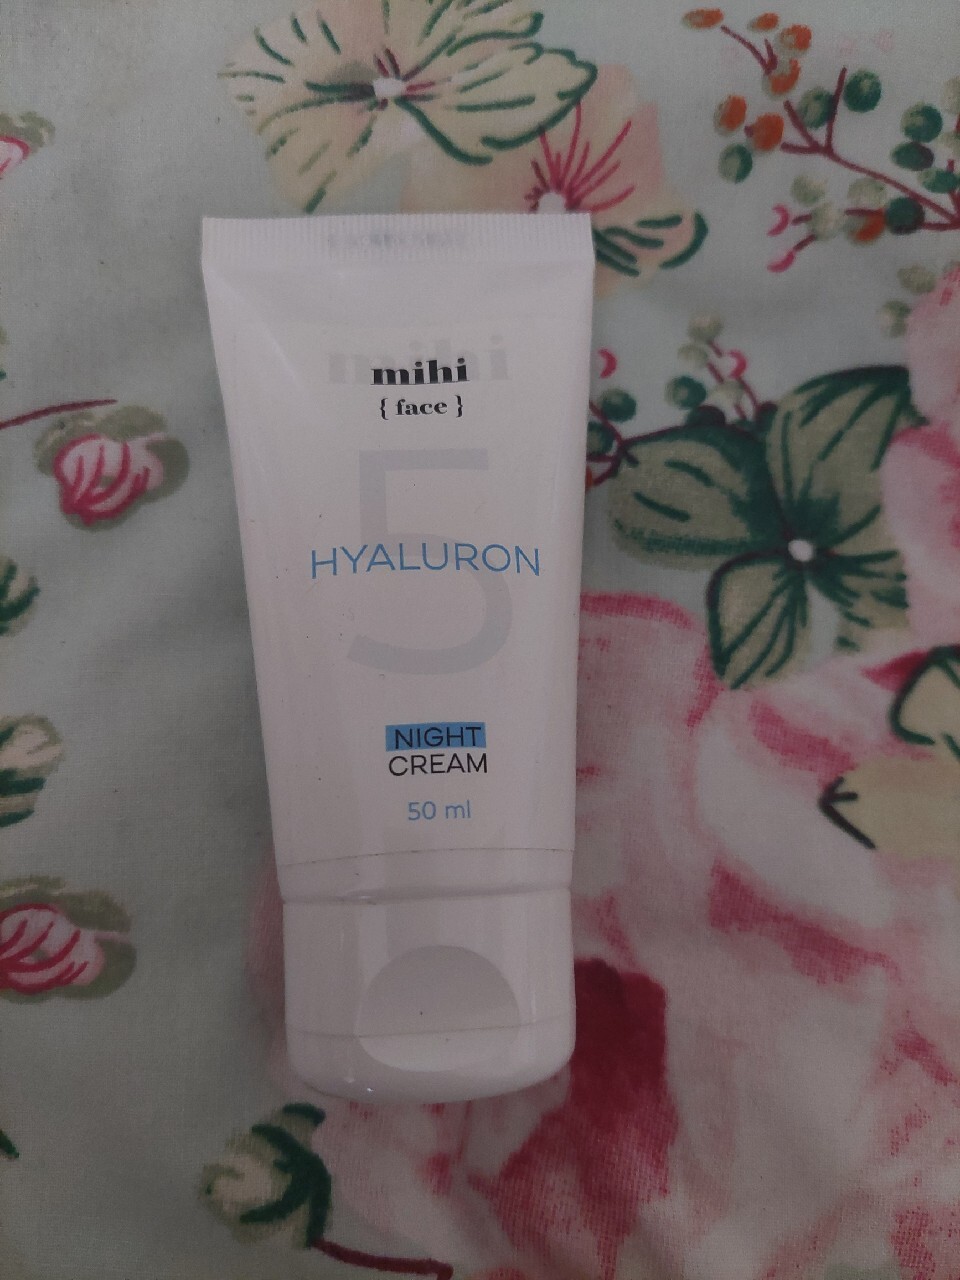 mihi
{ face }
5
HYALURON
NIGHT
CREAM
50 ml